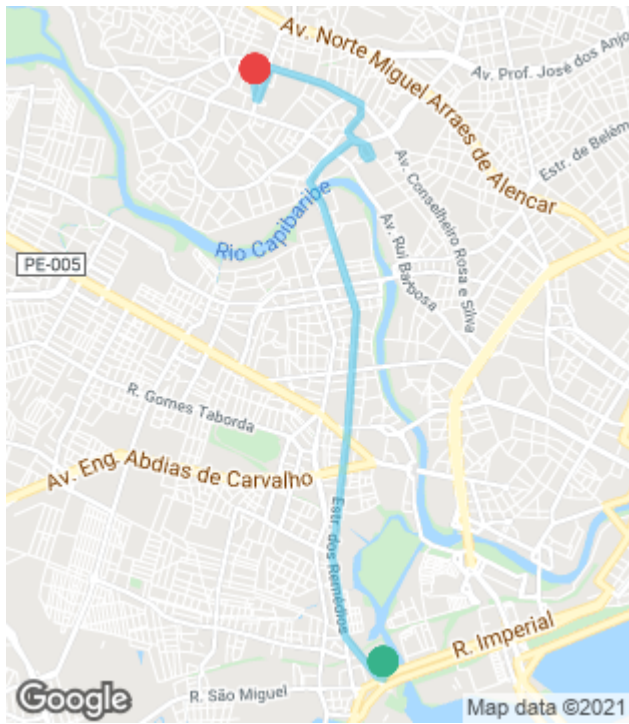 Av. Norte Miguel Arraes de Alencar
Av. Prof. José dos Anjo
Estr. de Belém
Av. Conselheiro Rosa e Silva
Rio Capibaribe
Av. Rui Barbosa
PE-005
R. Gomes Taborda
Av. Eng. Abdias de Carvalho
Estr. dos Remédios
R. Imperial
R. São Miguel
Google
Map data ©2021